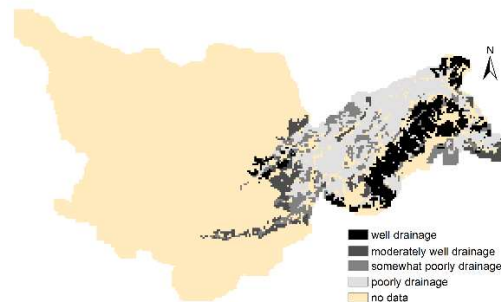 N
well drainage
moderately well drainage
somewhat poorly drainage
poorly drainage
no data